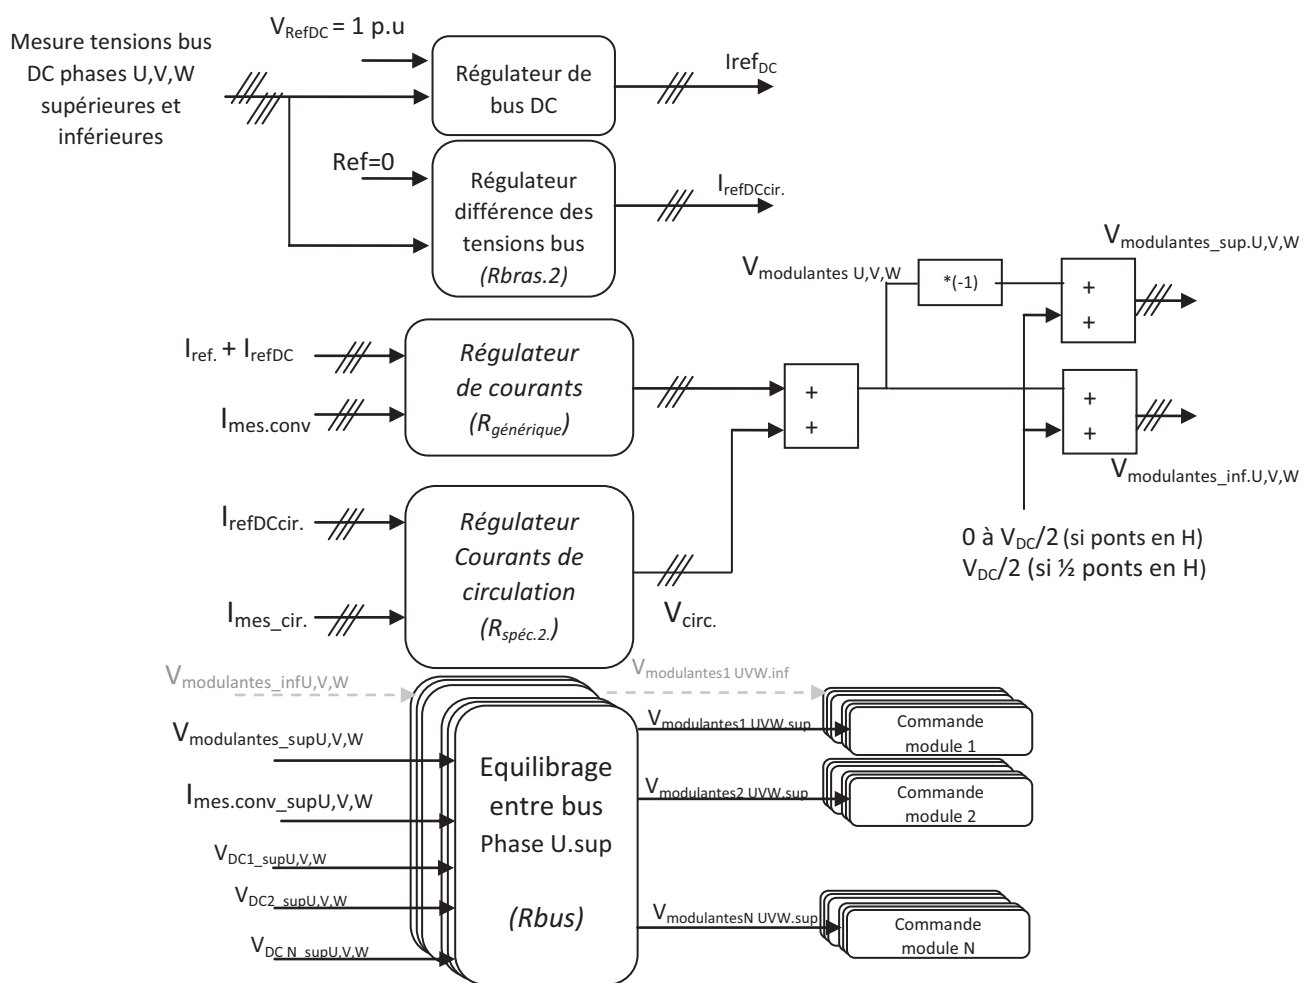 V_RefDC = 1 p.u
Mesure tensions bus
DC phases U,V,W
supérieures et
inférieures
Régulateur de
bus DC
Iref_DC
Ref=0
Régulateur
différence des
tensions bus
(Rbras.2)
I_refDCcir.
I_ref. + I_refDC
I_mes.conv
Régulateur
de courants
(R_générique)
I_refDCcir.
I_mes_cir.
Régulateur
Courants de
circulation
(R_spéc.2.)
V_circ.
+
+
V_modulantes U,V,W
*(-1)
+
+
V_modulantes_sup.U,V,W
+
+
V_modulantes_inf.U,V,W
0 à V_DC/2 (si ponts en H)
V_DC/2 (si ½ ponts en H)
V_modulantes_infU,V,W
V_modulantes_supU,V,W
I_mes.conv_supU,V,W
V_DC1_supU,V,W
V_DC2_supU,V,W
V_DC N_supU,V,W
Equilibrage
entre bus
Phase U.sup
(Rbus)
V_modulantes1 UVW.inf
V_modulantes1 UVW.sup
Commande
module 1
V_modulantes2 UVW.sup
Commande
module 2
V_modulantesN UVW.sup
Commande
module N